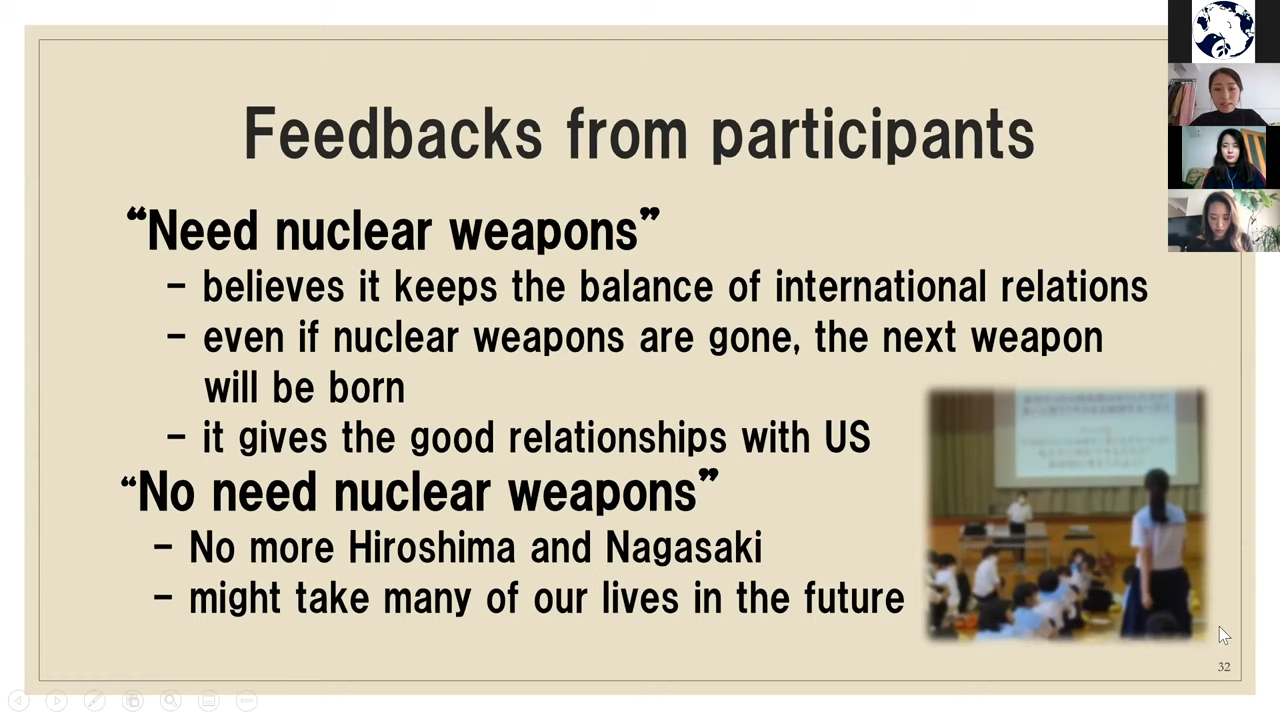 Feedbacks from participants
“Need nuclear weapons”
– believes it keeps the balance of international relations
– even if nuclear weapons are gone, the next weapon
will be born
– it gives the good relationships with US
“No need nuclear weapons”
– No more Hiroshima and Nagasaki
– might take many of our lives in the future
32